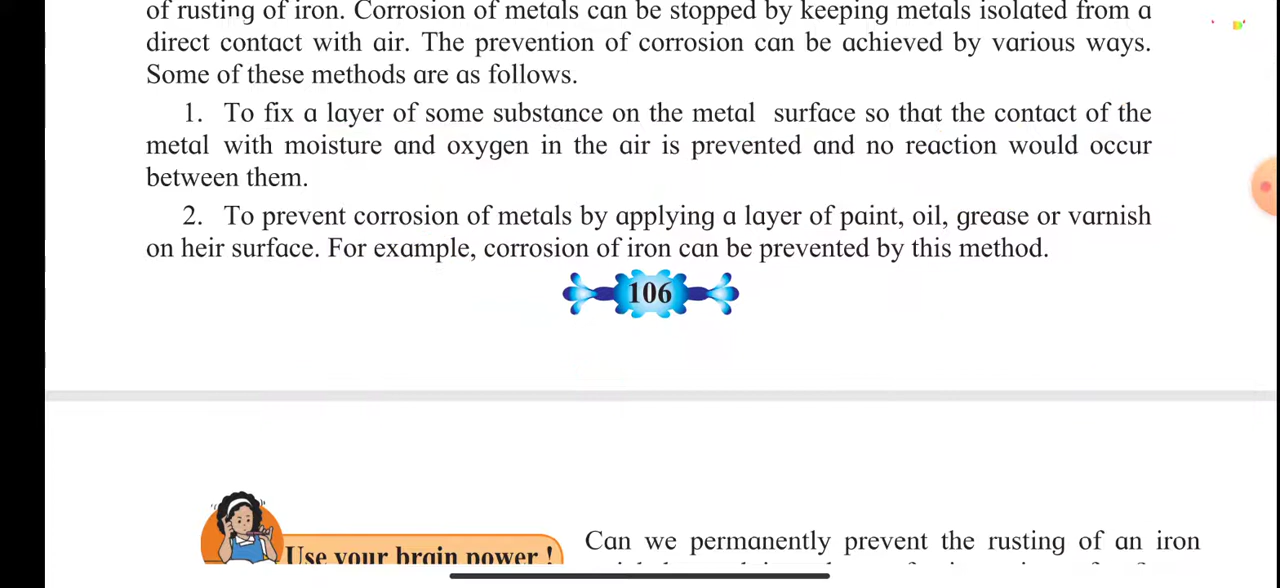 of rusting of iron. Corrosion of metals can be stopped by keeping metals isolated from a
direct contact with air. The prevention of corrosion can be achieved by various ways.
Some of these methods are as follows.
1. To fix a layer of some substance on the metal surface so that the contact of the
metal with moisture and oxygen in the air is prevented and no reaction would occur
between them.
2. To prevent corrosion of metals by applying a layer of paint, oil, grease or varnish
on heir surface. For example, corrosion of iron can be prevented by this method.
106
Use your brain power !
Can we permanently prevent the rusting of an iron